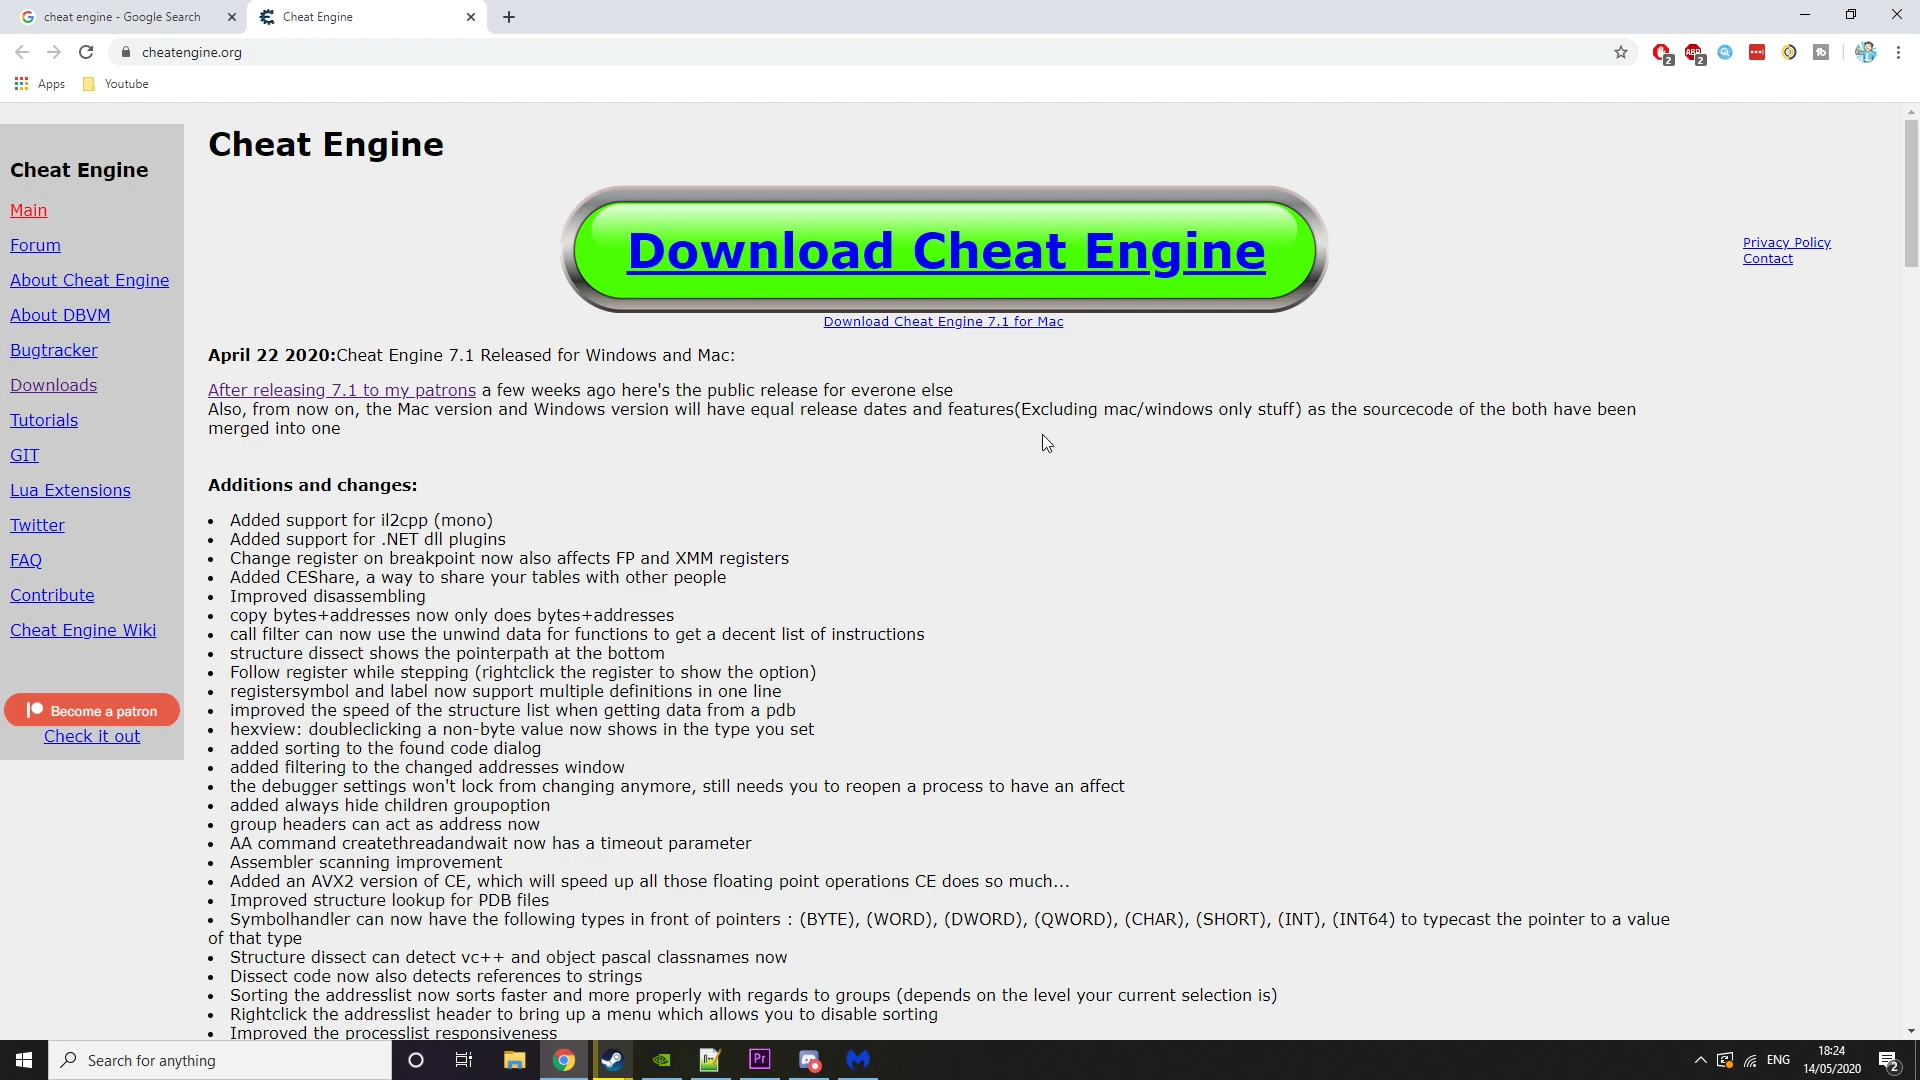 cheat engine - Google Search
Cheat Engine
cheatengine.org
2
2
Apps
Youtube
Cheat Engine
Main
Forum
About Cheat Engine
About DBVM
Bugtracker
Downloads
Tutorials
GIT
Lua Extensions
Twitter
FAQ
Contribute
Cheat Engine Wiki
Become a patron
Check it out
Cheat Engine
Download Cheat Engine
Download Cheat Engine 7.1 for Mac
Privacy Policy
Contact
April 22 2020:Cheat Engine 7.1 Released for Windows and Mac:
After releasing 7.1 to my patrons a few weeks ago here's the public release for everone else
Also, from now on, the Mac version and Windows version will have equal release dates and features(Excluding mac/windows only stuff) as the sourcecode of the both have been
merged into one
Additions and changes:
• Added support for il2cpp (mono)
• Added support for .NET dll plugins
• Change register on breakpoint now also affects FP and XMM registers
• Added CEShare, a way to share your tables with other people
• Improved disassembling
• copy bytes+addresses now only does bytes+addresses
• call filter can now use the unwind data for functions to get a decent list of instructions
• structure dissect shows the pointerpath at the bottom
• Follow register while stepping (rightclick the register to show the option)
• registersymbol and label now support multiple definitions in one line
• improved the speed of the structure list when getting data from a pdb
• hexview: doubleclicking a non-byte value now shows in the type you set
• added sorting to the found code dialog
• added filtering to the changed addresses window
• the debugger settings won't lock from changing anymore, still needs you to reopen a process to have an affect
• added always hide children groupoption
• group headers can act as address now
• AA command createthreadandwait now has a timeout parameter
• Assembler scanning improvement
• Added an AVX2 version of CE, which will speed up all those floating point operations CE does so much...
• Improved structure lookup for PDB files
• Symbolhandler can now have the following types in front of pointers : (BYTE), (WORD), (DWORD), (QWORD), (CHAR), (SHORT), (INT), (INT64) to typecast the pointer to a value
of that type
• Structure dissect can detect vc++ and object pascal classnames now
• Dissect code now also detects references to strings
• Sorting the addresslist now sorts faster and more properly with regards to groups (depends on the level your current selection is)
• Rightclick the addresslist header to bring up a menu which allows you to disable sorting
• Improved the processlist responsiveness
Search for anything
Pr
ENG
18:24
14/05/2020
2